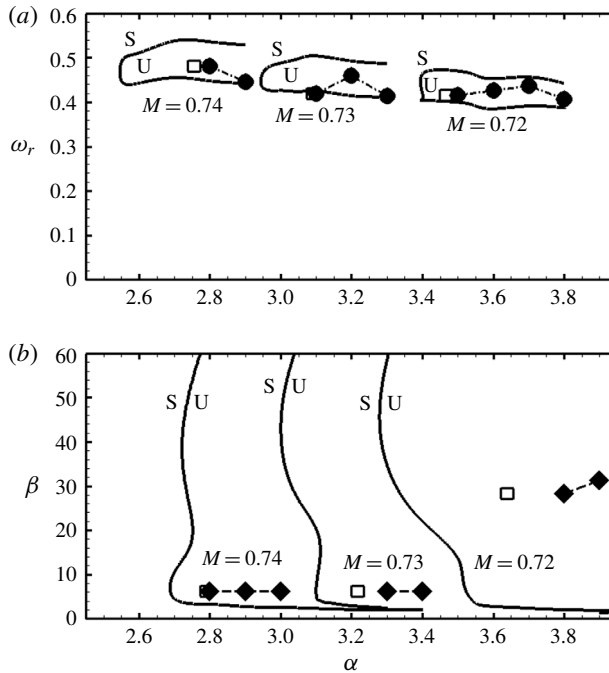 (a)
0.6
0.5
0.4
0.3
0.2
0.1
0
ωr
S
U
M = 0.74
S
U
M = 0.73
S
U
M = 0.72
2.6 2.8 3.0 3.2 3.4 3.6 3.8
(b)
60
50
40
30
20
10
0
β
S U
S U
S U
M = 0.74
M = 0.73
M = 0.72
2.6 2.8 3.0 3.2 3.4 3.6 3.8
α